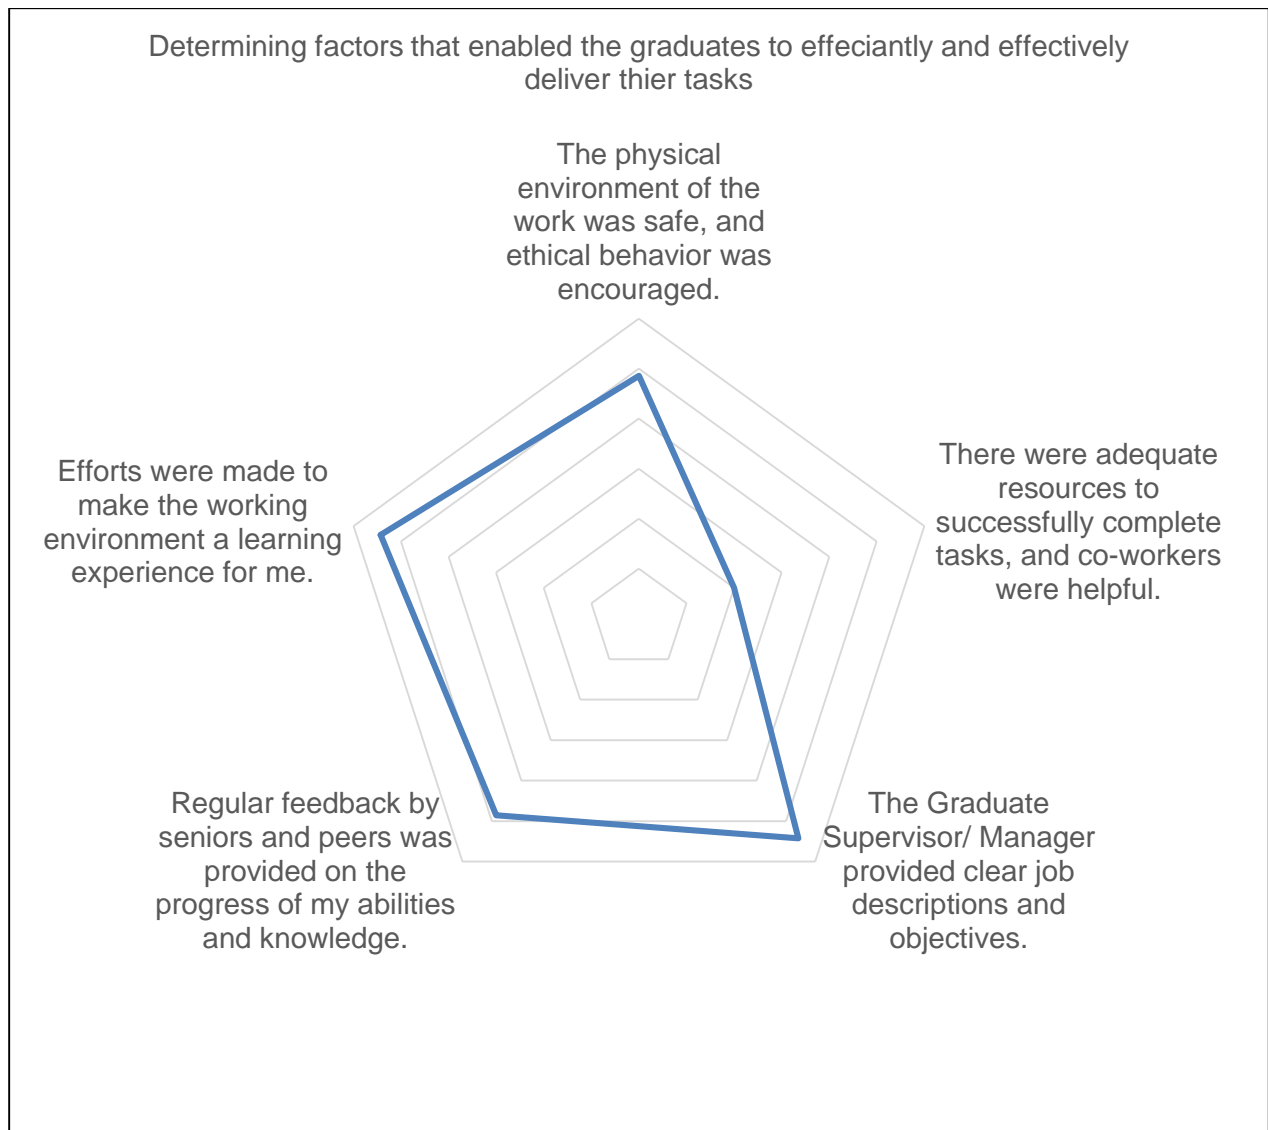 Determining factors that enabled the graduates to effeciantly and effectively
deliver thier tasks
The physical
environment of the
work was safe, and
ethical behavior was
encouraged.
There were adequate
resources to
successfully complete
tasks, and co-workers
were helpful.
The Graduate
Supervisor/ Manager
provided clear job
descriptions and
objectives.
Regular feedback by
seniors and peers was
provided on the
progress of my abilities
and knowledge.
Efforts were made to
make the working
environment a learning
experience for me.